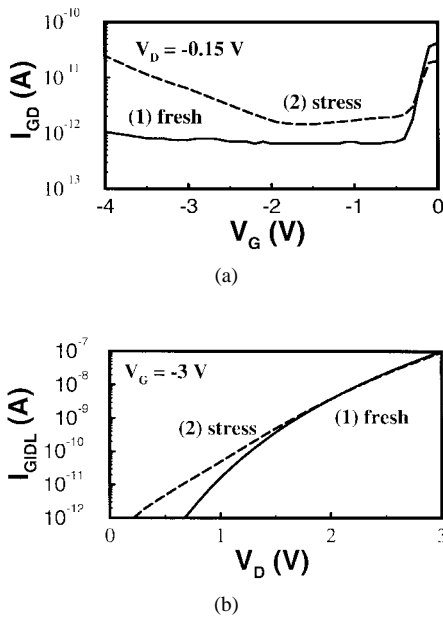 10⁻¹⁰
V_D = -0.15 V
10⁻¹¹
I_GD (A)
(2) stress
10⁻¹²
(1) fresh
10⁻¹³
-4 -3 -2 -1 0
V_G (V)
(a)
10⁻⁷
V_G = -3 V
10⁻⁸
I_GIDL (A)
10⁻⁹
(1) fresh
(2) stress
10⁻¹⁰
10⁻¹¹
10⁻¹²
0 1 2 3
V_D (V)
(b)